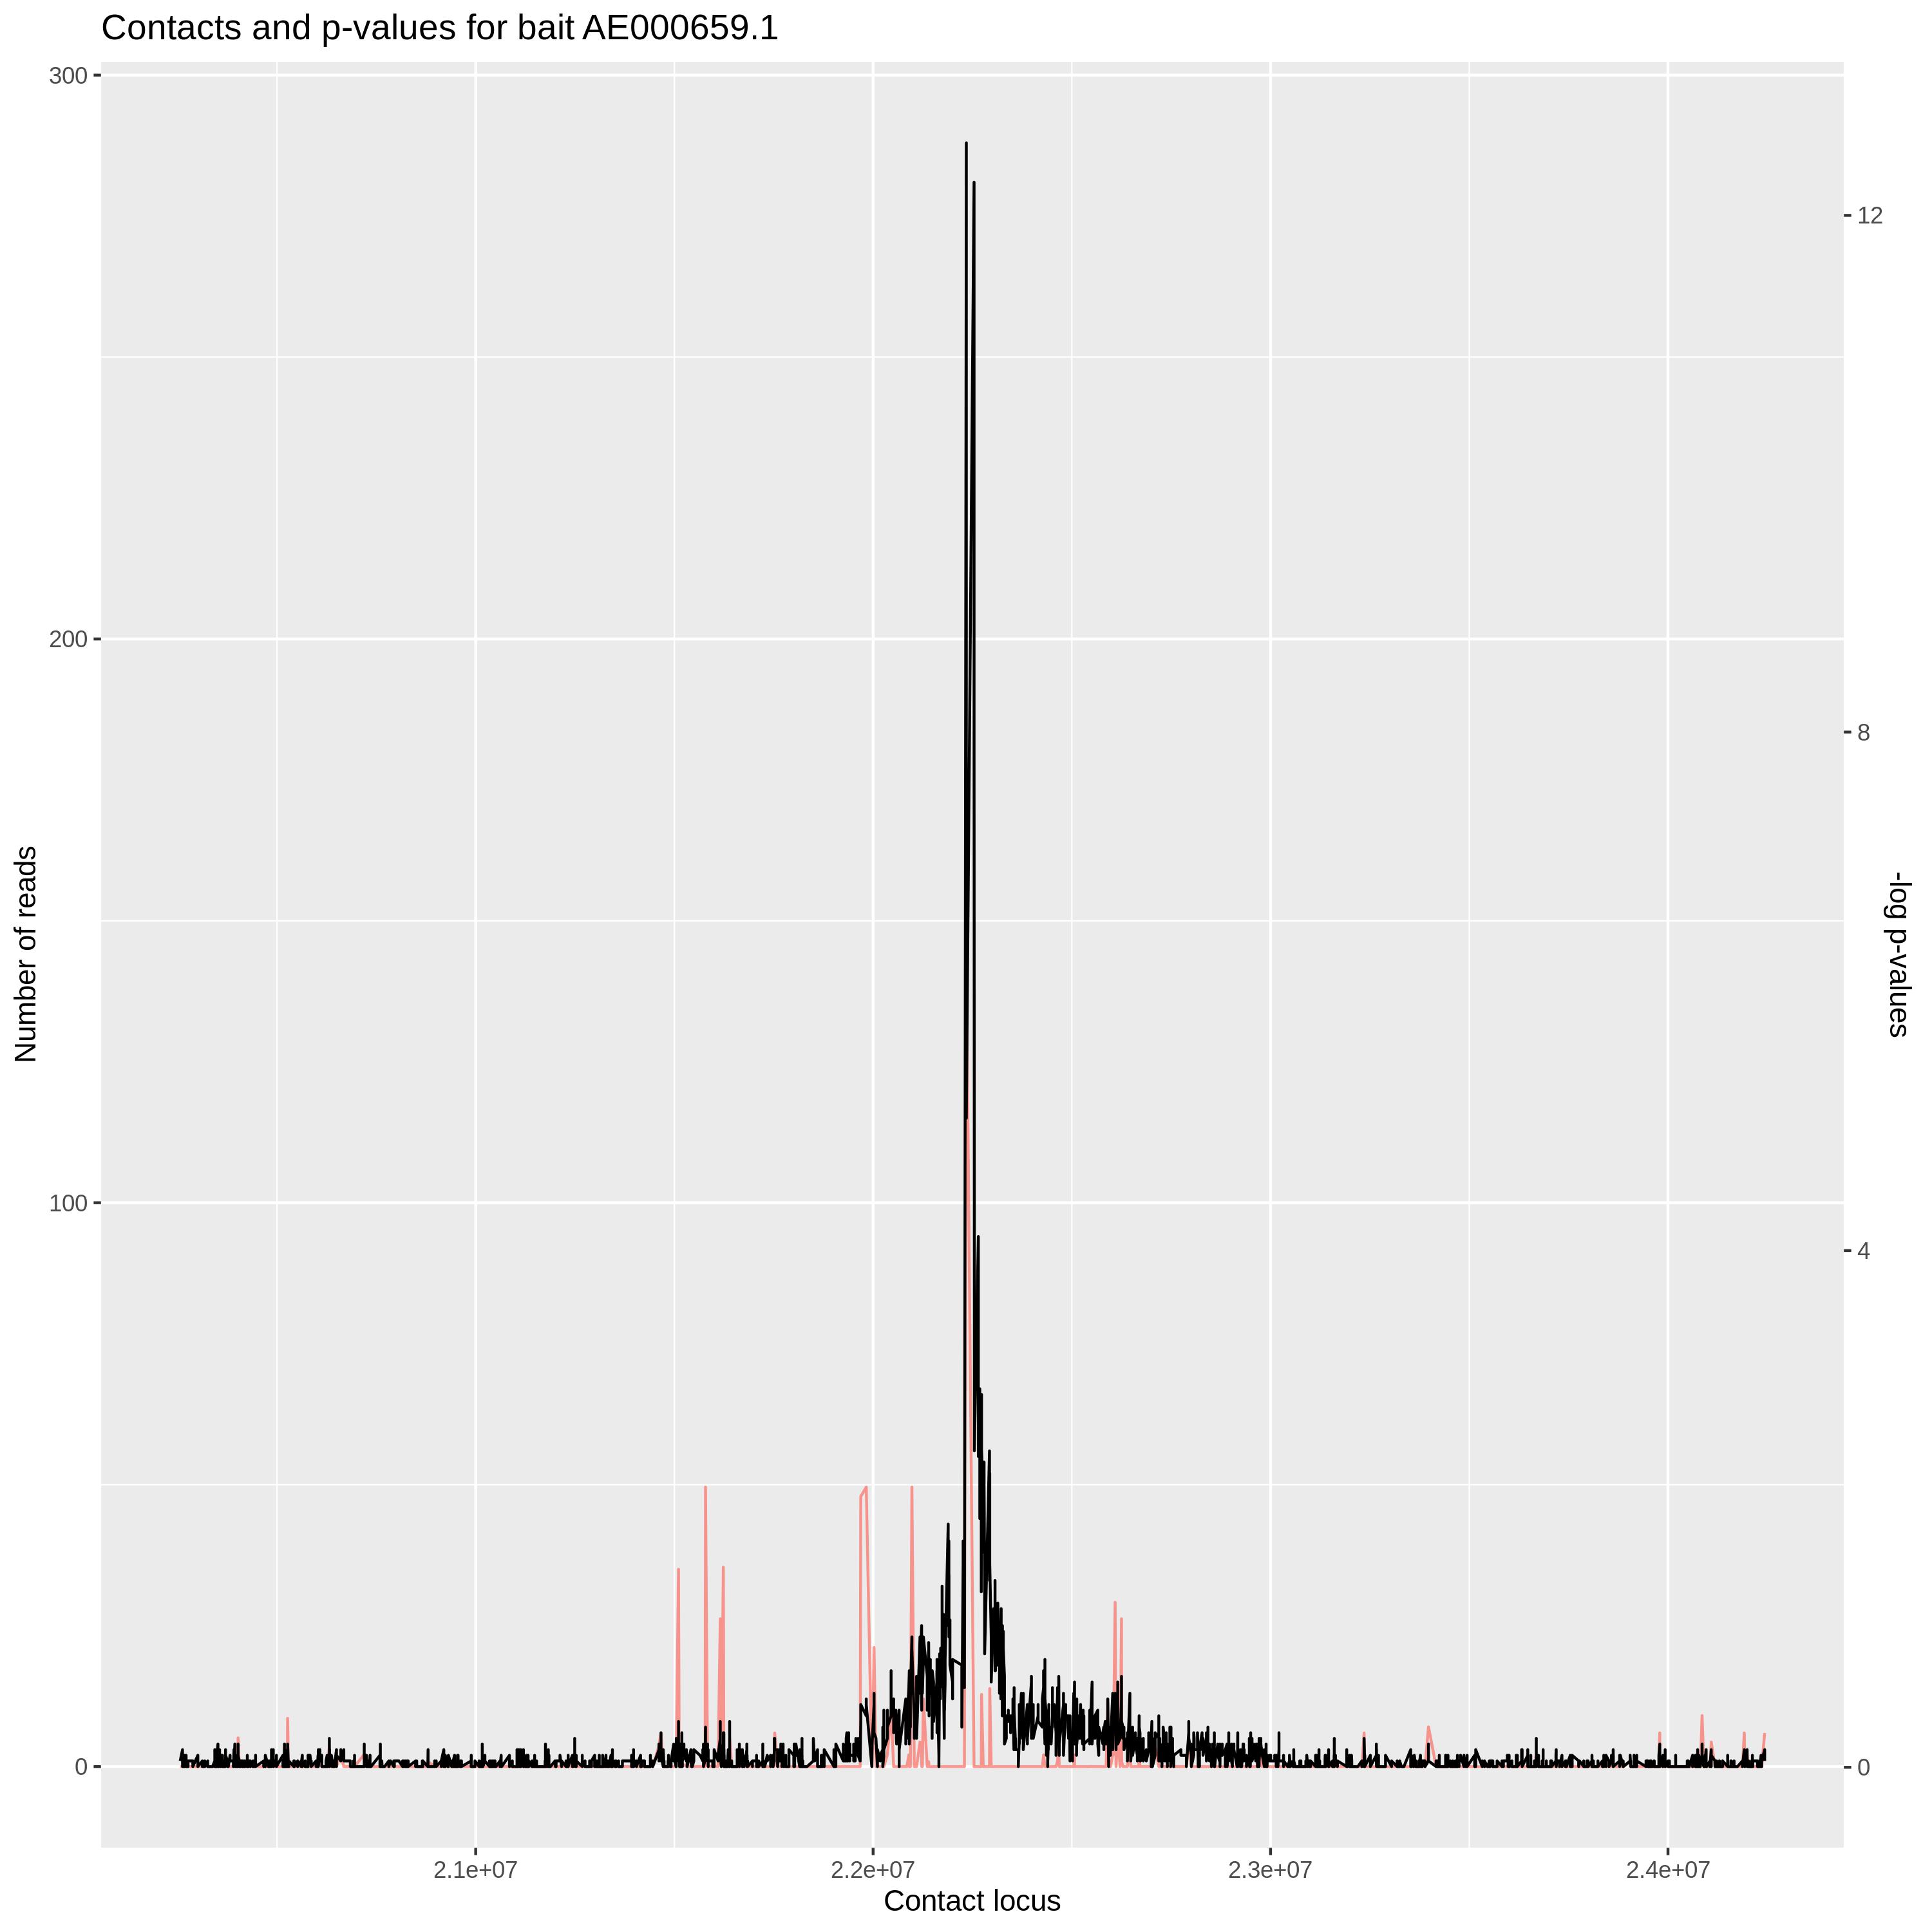 Contacts and p-values for bait AE000659.1
300
200
100
0
Number of reads
12
8
4
0
-log p-values
2.1e+07
2.2e+07
2.3e+07
2.4e+07
Contact locus